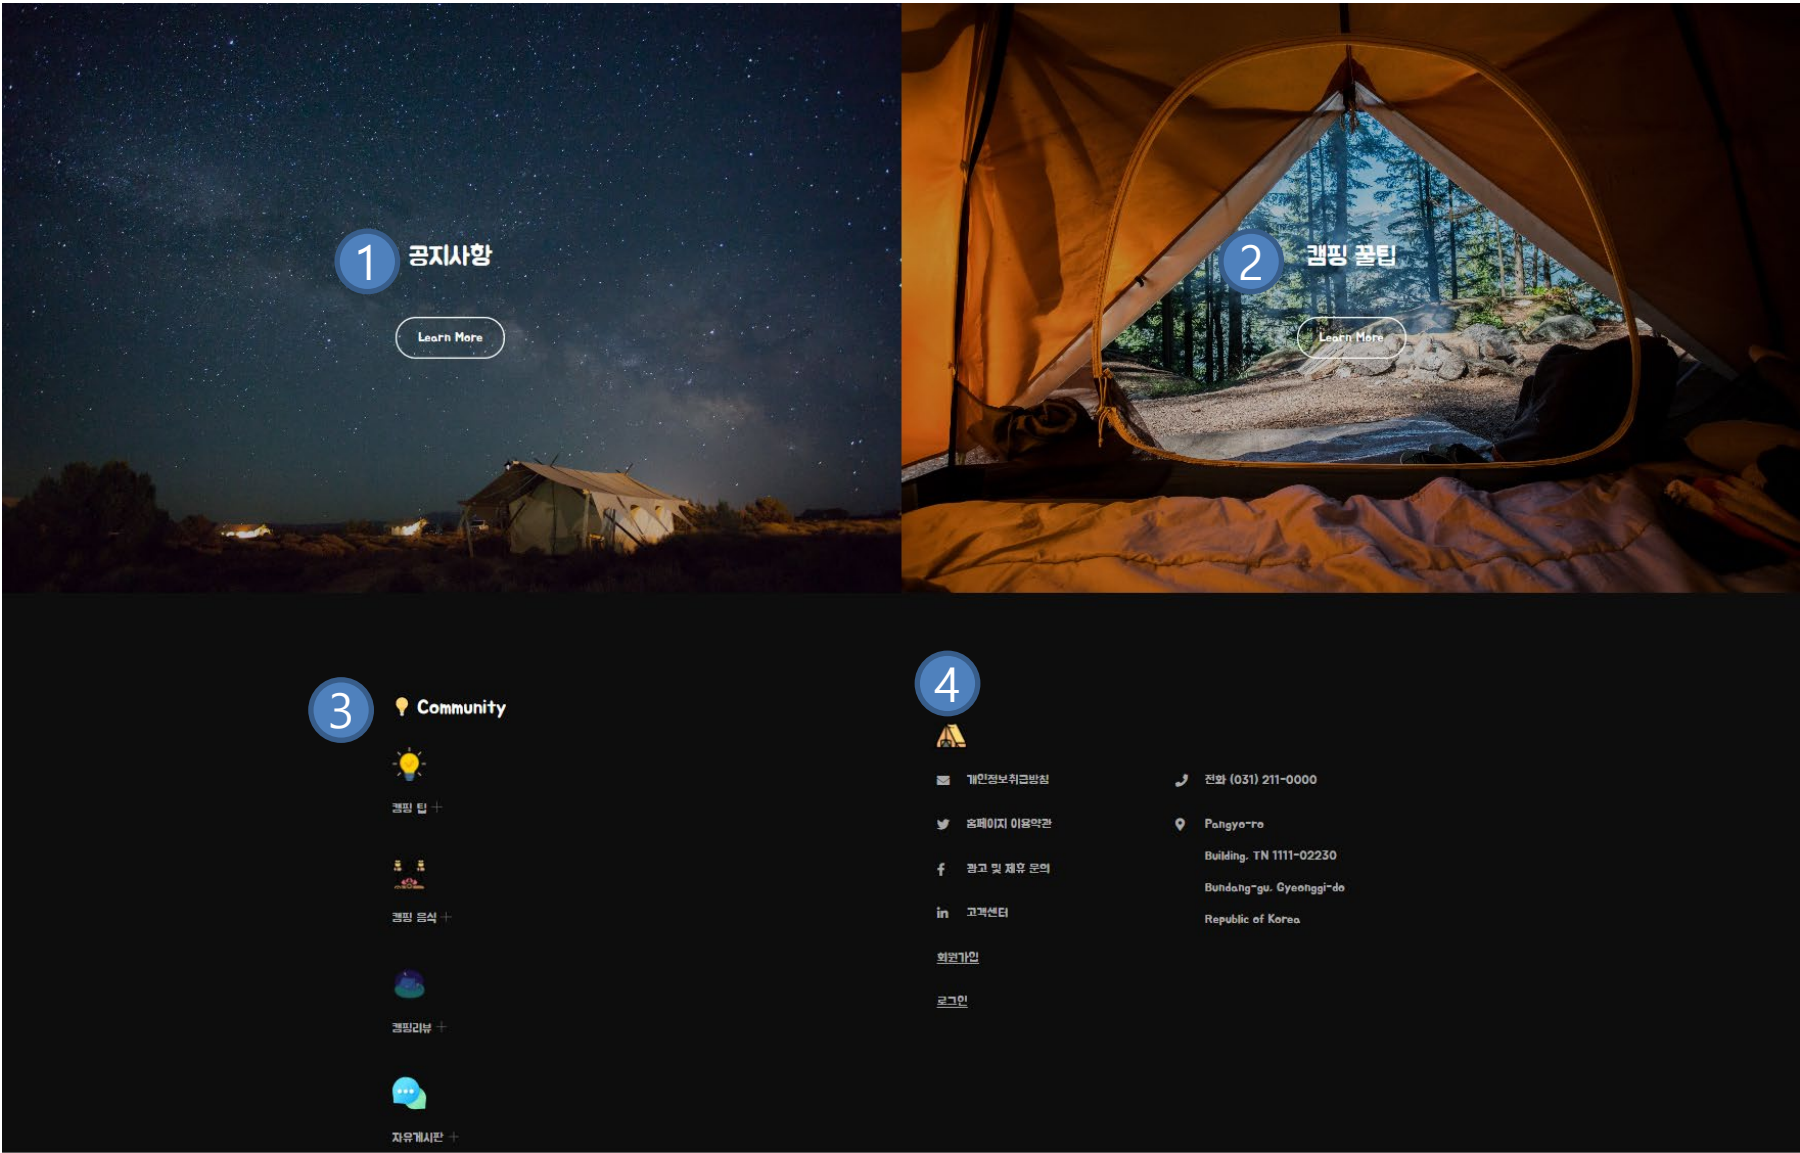 1 공지사항
Learn More
2 캠핑 꿀팁
Learn More
3 Community
캠핑 팁 +
캠핑 음식 +
캠핑리뷰 +
자유게시판 +
4
개인정보취급방침
홈페이지 이용약관
광고 및 제휴 문의
in 고객센터
회원가입
로그인
전화 (031) 211-0000
Pangyo-ro
Building, TN 1111-02230
Bundang-gu, Gyeonggi-do
Republic of Korea